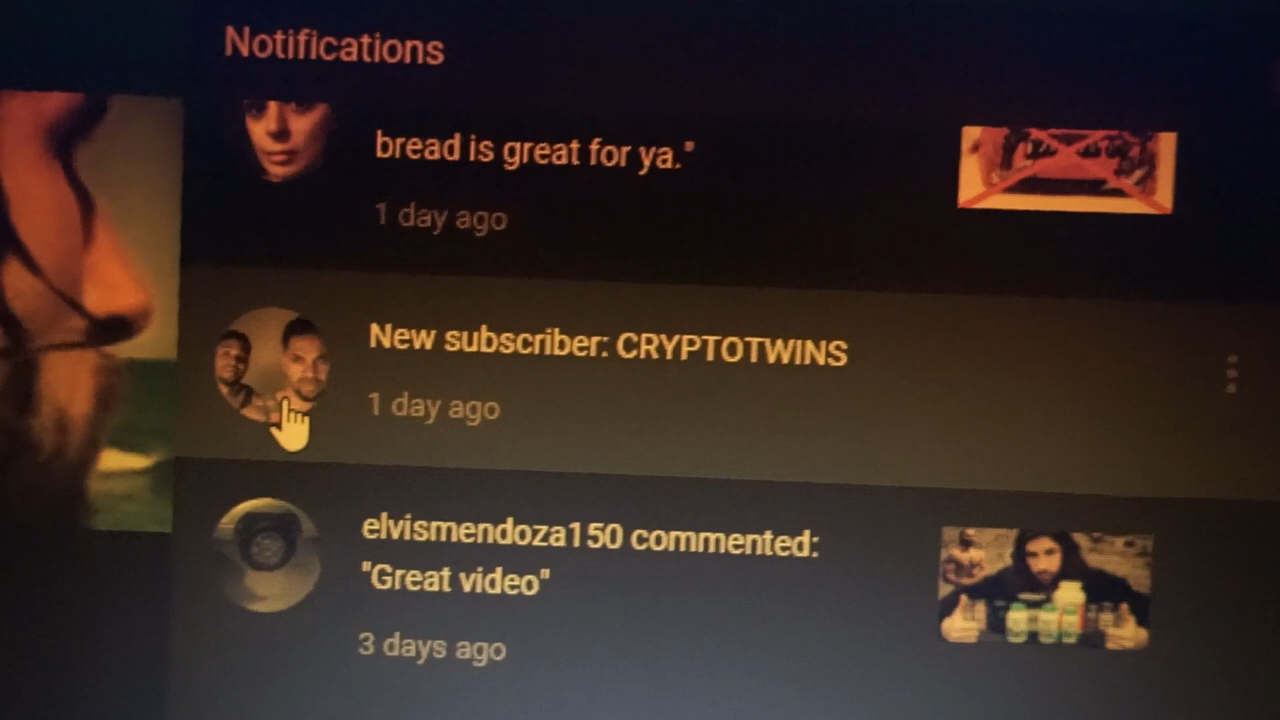 Notifications
bread is great for ya."
1 day ago
New subscriber: CRYPTOTWINS
1 day ago
elvismendoza150 commented:
"Great video"
3 days ago